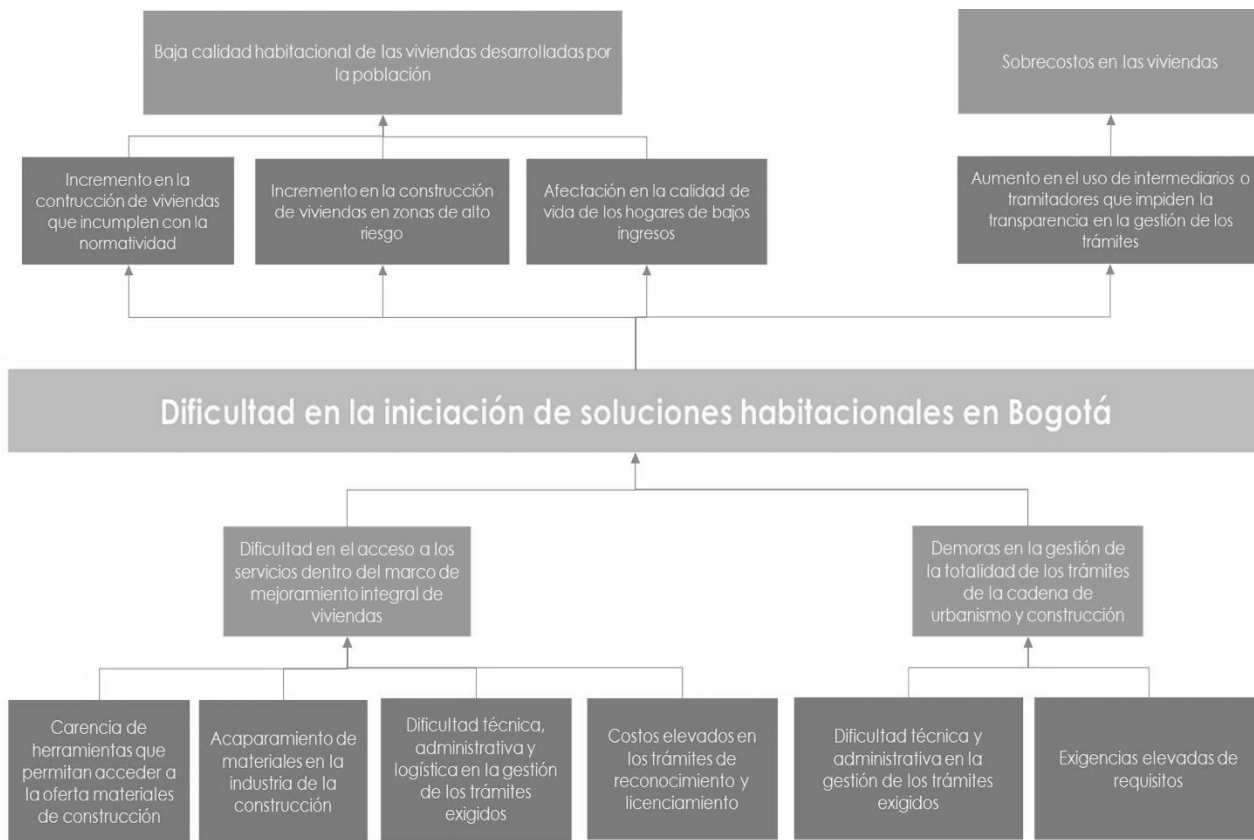 Baja calidad habitacional de las viviendas desarrolladas por
la población
Sobrecostos en las viviendas
Incremento en la
contrucción de viviendas
que incumplen con la
normatividad
Incremento en la construcción
de viviendas en zonas de alto
riesgo
Afectación en la calidad de
vida de los hogares de bajos
ingresos
Aumento en el uso de intermediarios o
tramitadores que impiden la
transparencia en la gestión de los
trámites
Dificultad en la iniciación de soluciones habitacionales en Bogotá
Dificultad en el acceso a los
servicios dentro del marco de
mejoramiento integral de
viviendas
Demoras en la gestión de
la totalidad de los trámites
de la cadena de
urbanismo y construcción
Carencia de
herramientas que
permitan acceder a
la oferta materiales
de construcción
Acaparamiento de
materiales en la
industria de la
construcción
Dificultad técnica,
administrativa y
logística en la gestión
de los trámites
exigidos
Costos elevados en
los trámites de
reconocimiento y
licenciamiento
Dificultad técnica y
administrativa en la
gestión de los trámites
exigidos
Exigencias elevadas de
requisitos